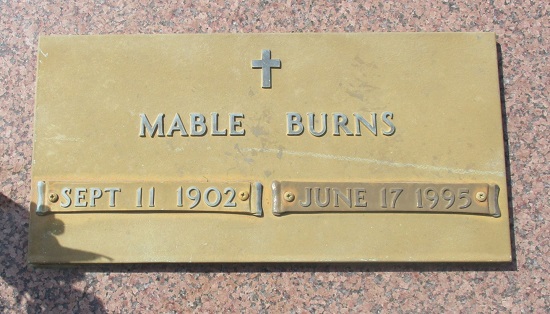 MABLE BURNS
SEPT 11 1902 JUNE 17 1995